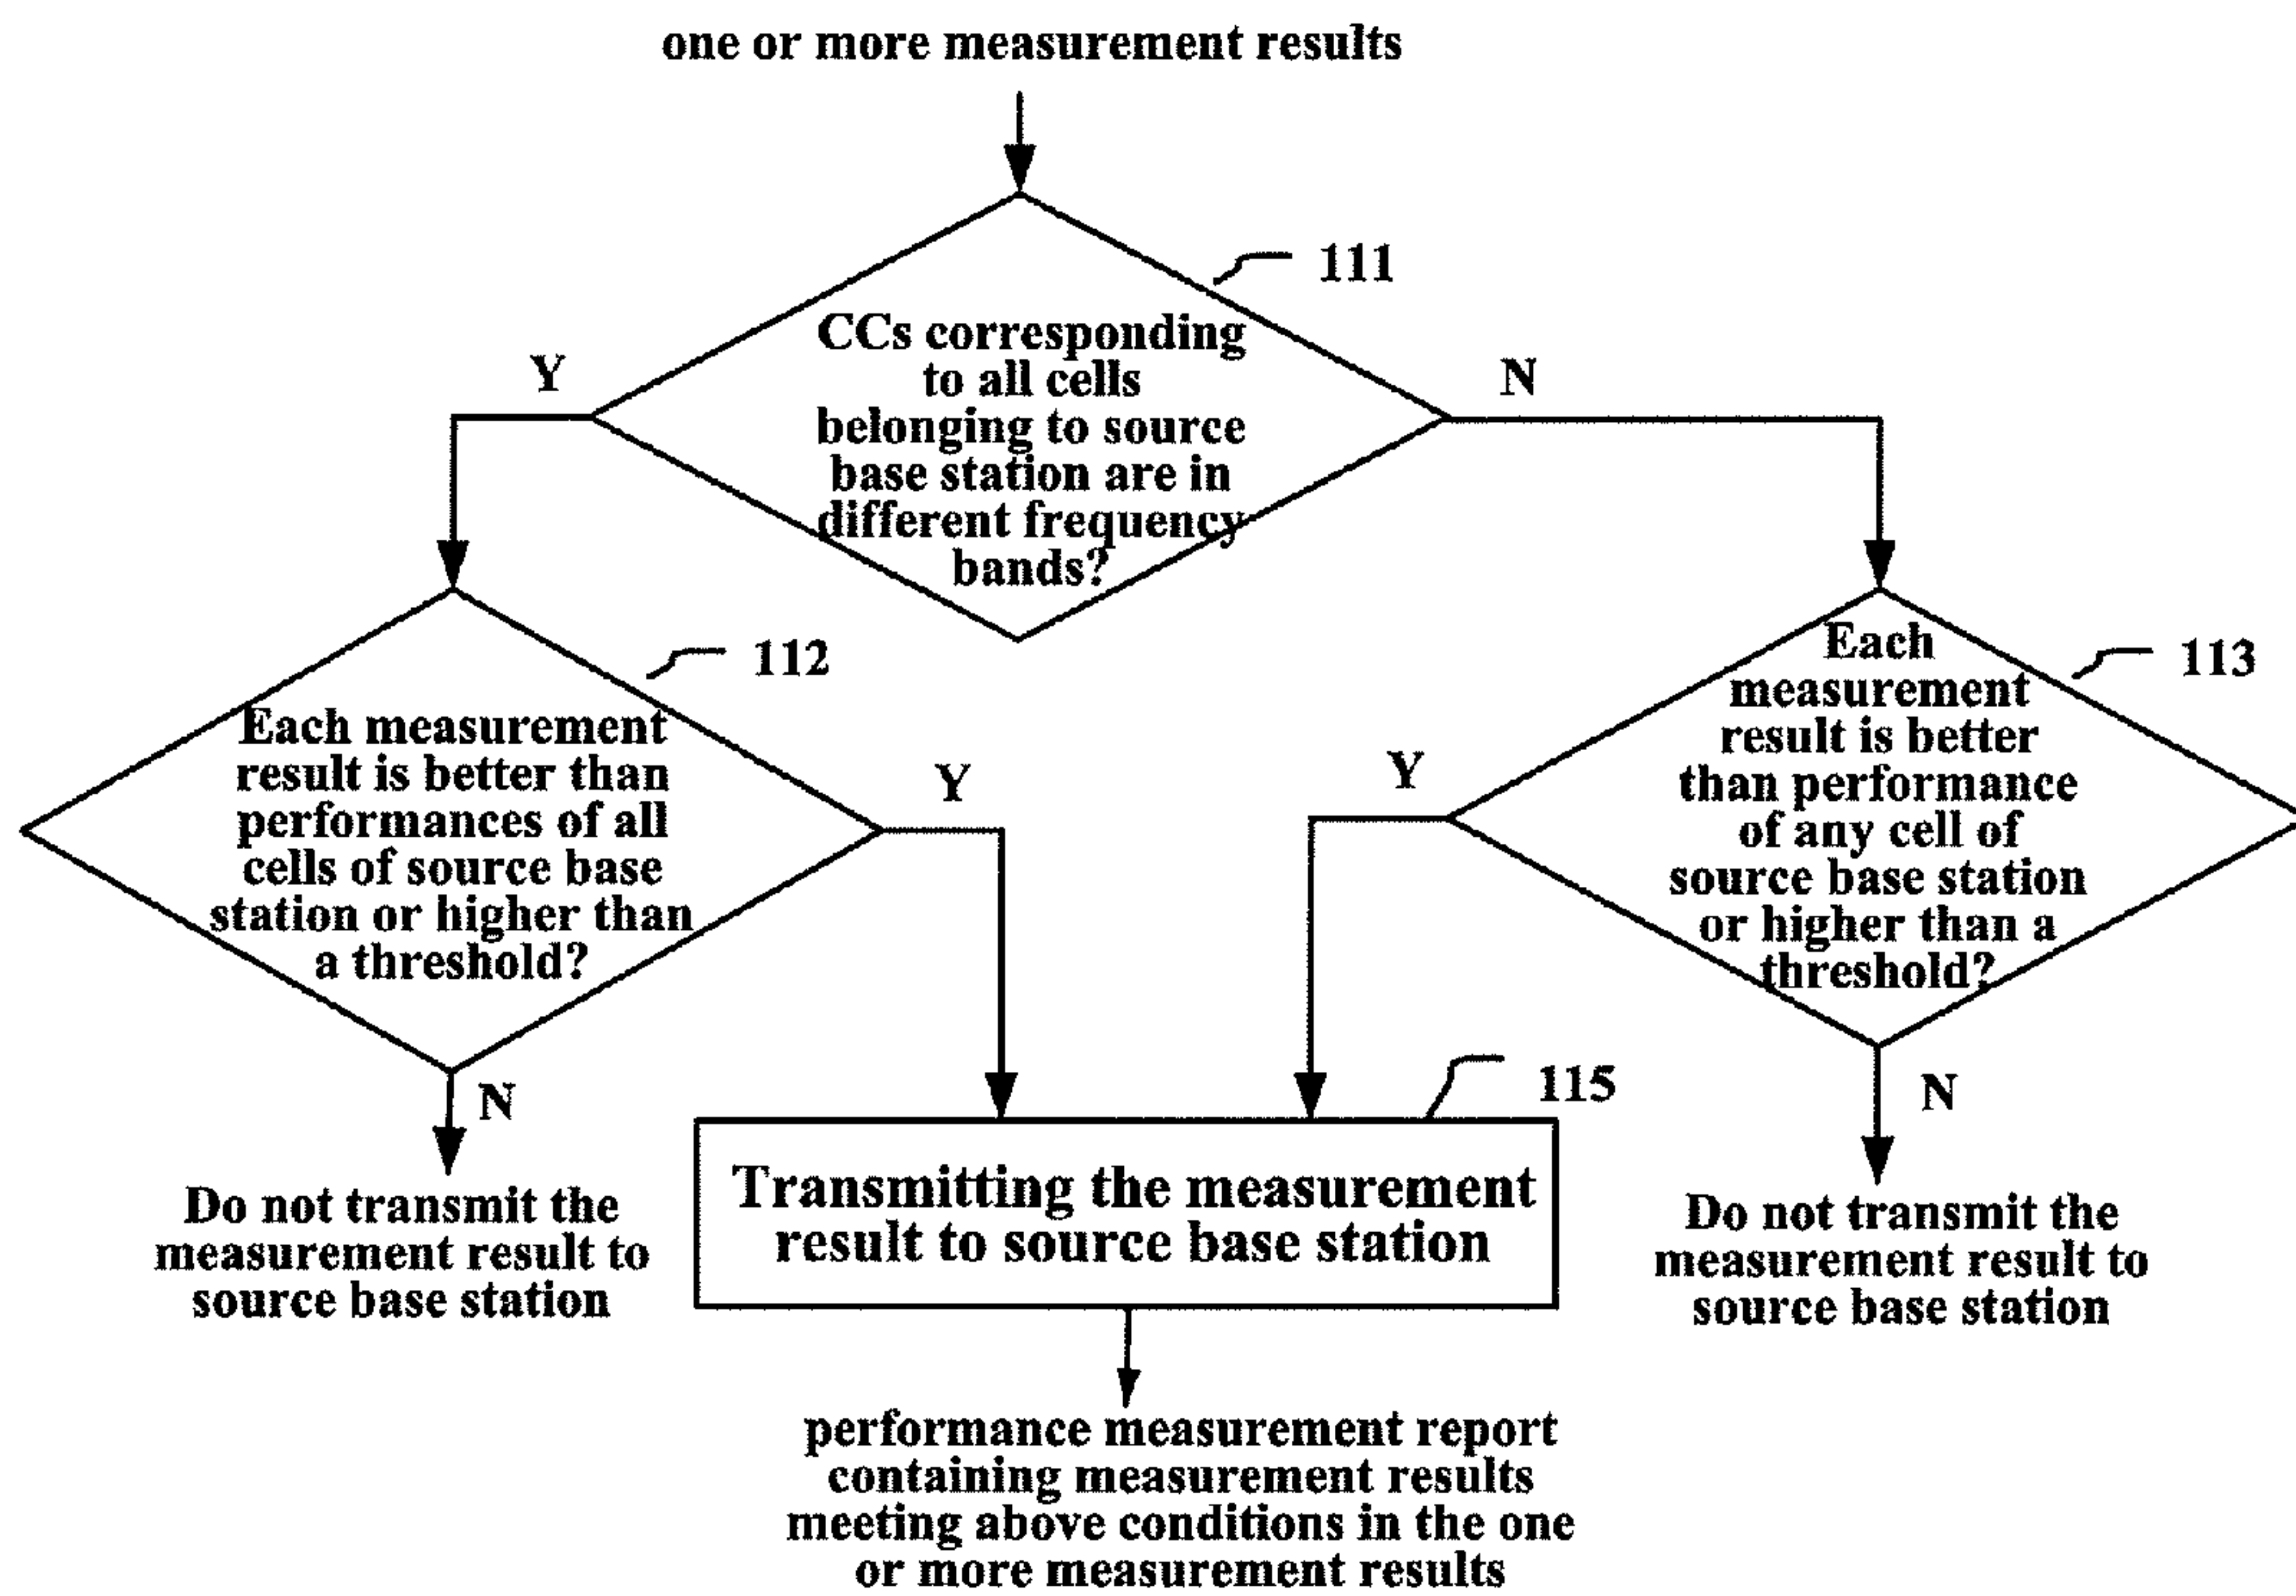 one or more measurement results
111
CCs corresponding
to all cells
belonging to source
base station are in
different frequency
bands?
Y
N
112
Each measurement
result is better than
performances of all
cells of source base
station or higher than
a threshold?
Y
N
113
Each
measurement
result is better
than performance
of any cell of
source base station
or higher than a
threshold?
Y
N
Do not transmit the
measurement result to
source base station
115
Transmitting the measurement
result to source base station
Do not transmit the
measurement result to
source base station
performance measurement report
containing measurement results
meeting above conditions in the one
or more measurement results